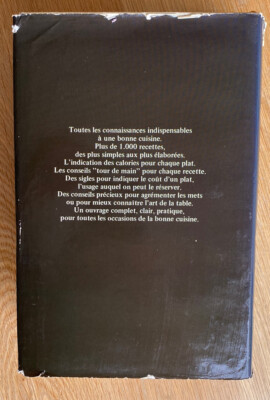 Toutes les connaissances indispensables
à une bonne cuisine.
Plus de 1.000 recettes,
des plus simples aux plus élaborées.
L'indication des calories pour chaque plat.
Les conseils "tour de main" pour chaque recette.
Des sigles pour indiquer le coût d'un plat,
l'usage auquel on peut le réserver.
Des conseils précieux pour agrémenter les mets
ou pour mieux connaître l'art de la table.
Un ouvrage complet, clair, pratique,
pour toutes les occasions de la bonne cuisine.